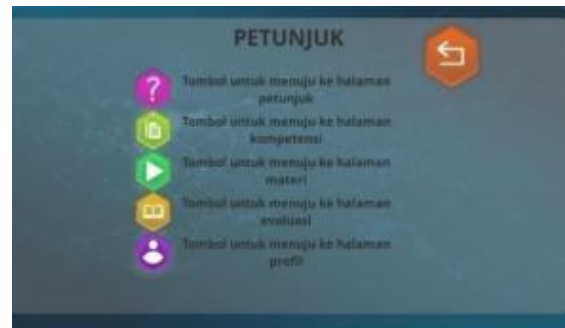 PETUNJUK
Tombol untuk menuju ke halaman
petunjuk
Tombol untuk menuju ke halaman
kompetensi
Tombol untuk menuju ke halaman
materi
Tombol untuk menuju ke halaman
evaluasi
Tombol untuk menuju ke halaman
profil